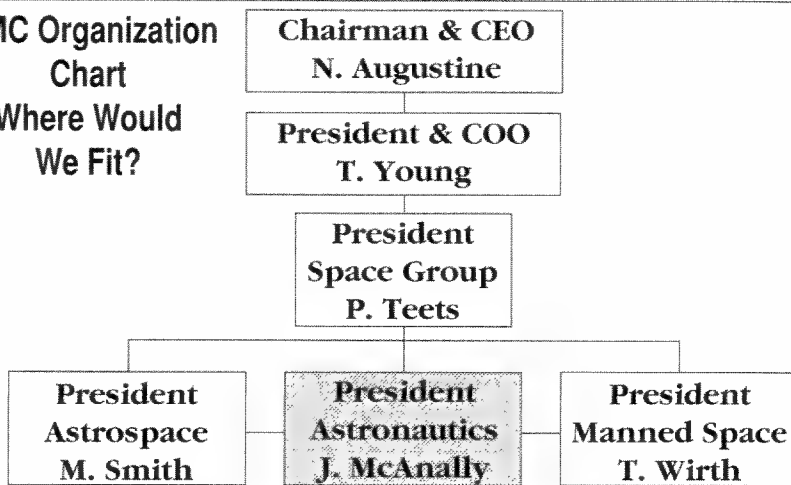 Organization
Chart
Where Would
We Fit?
Chairman & CEO
N. Augustine
President & COO
T. Young
President
Space Group
P. Teets
President
Astrospace
M. Smith
President
Astronautics
J. McAnally
President
Manned Space
T. Wirth